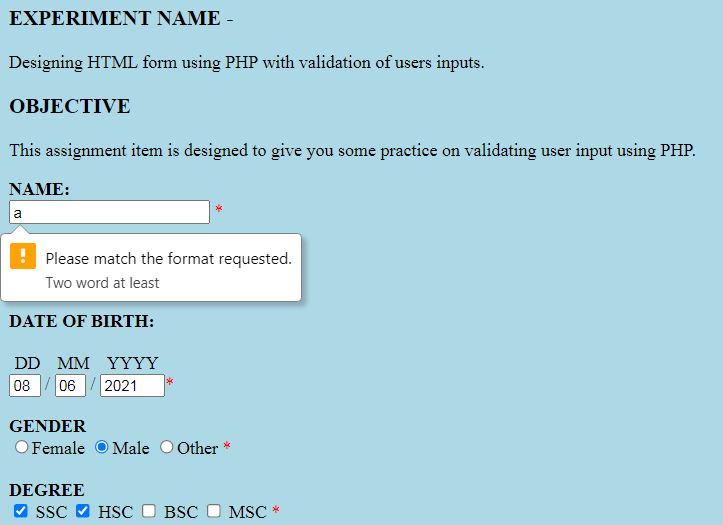 EXPERIMENT NAME -
Designing HTML form using PHP with validation of users inputs.
OBJECTIVE
This assignment item is designed to give you some practice on validating user input using PHP.
NAME:
a *
! Please match the format requested.
Two word at least
DATE OF BIRTH:
DD MM YYYY
08 / 06 / 2021 *
GENDER
Female Male Other *
DEGREE
SSC HSC BSC MSC *